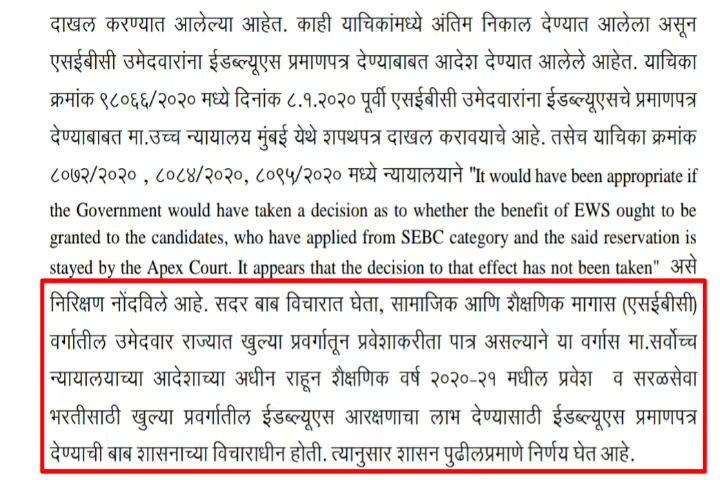 दाखल करण्यात आलेल्या आहेत. काही याचिकांमध्ये अंतिम निकाल देण्यात आलेला असून
एसईबीसी उमेदवारांना ईडब्ल्यूएस प्रमाणपत्र देण्याबाबत आदेश देण्यात आलेले आहेत. याचिका
क्रमांक ९८०६६/२०२० मध्ये दिनांक ८.१.२०२० पूर्वी एसईबीसी उमेदवारांना ईडब्ल्यूएसचे प्रमाणपत्र
देण्याबाबत मा.उच्च न्यायालय मुंबई येथे शपथपत्र दाखल करावयाचे आहे. तसेच याचिका क्रमांक
८०७२/२०२० , ८०८४/२०२०, ८०९५/२०२० मध्ये न्यायालयाने "It would have been appropriate if
the Government would have taken a decision as to whether the benefit of EWS ought to be
granted to the candidates, who have applied from SEBC category and the said reservation is
stayed by the Apex Court. It appears that the decision to that effect has not been taken" असे
निरिक्षण नोंदविले आहे. सदर बाब विचारात घेता, सामाजिक आणि शैक्षणिक मागास (एसईबीसी)
वर्गातील उमेदवार राज्यात खुल्या प्रवर्गातून प्रवेशाकरीता पात्र असल्याने या वर्गास मा.सर्वोच्च
न्यायालयाच्या आदेशाच्या अधीन राहून शैक्षणिक वर्ष २०२०-२१ मधील प्रवेश व सरळसेवा
भरतीसाठी खुल्या प्रवर्गातील ईडब्ल्यूएस आरक्षणाचा लाभ देण्यासाठी ईडब्ल्यूएस प्रमाणपत्र
देण्याची बाब शासनाच्या विचाराधीन होती. त्यानुसार शासन पुढीलप्रमाणे निर्णय घेत आहे.